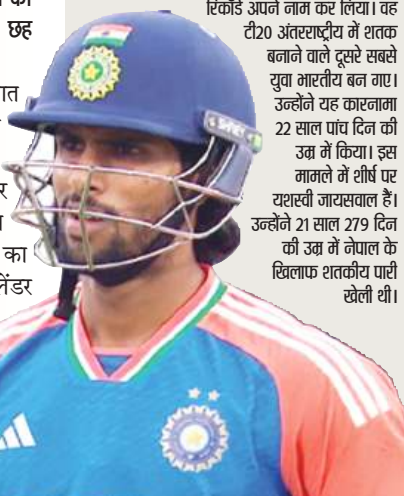 छह
ात
र
का
लेंडर
रिकॉर्ड अपने नाम कर लिया। वह
टी20 अंतरराष्ट्रीय में शतक
बनाने वाले दूसरे सबसे
युवा भारतीय बन गए।
उन्होंने यह कारनामा
22 साल पांच दिन की
उम्र में किया। इस
मामले में शीर्ष पर
यशस्वी जायसवाल हैं।
उन्होंने 21 साल 279 दिन
की उम्र में नेपाल के
खिलाफ शतकीय पारी
खेली थी।